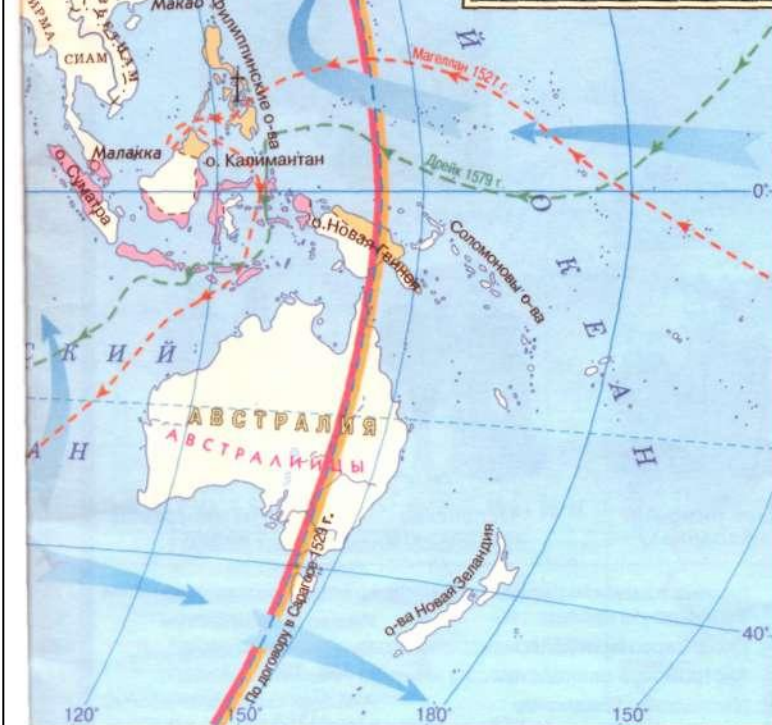 Макао
СИАМ
Филиппинские о-ва
Й
Магеллан 1521 г.
Малакка
о. Калимантан
Дрейк 1579 г.
0°
о. Суматра
О
о. Новая Гвинея
Соломоновы о-ва
К
Е
С К И Й
А
Н
АВСТРАЛИЯ
АВСТРАЛИЙЦЫ
А Н
По договору в Сарагосе 1529 г.
о-ва Новая Зеландия
40°
120°
150°
180°
150°